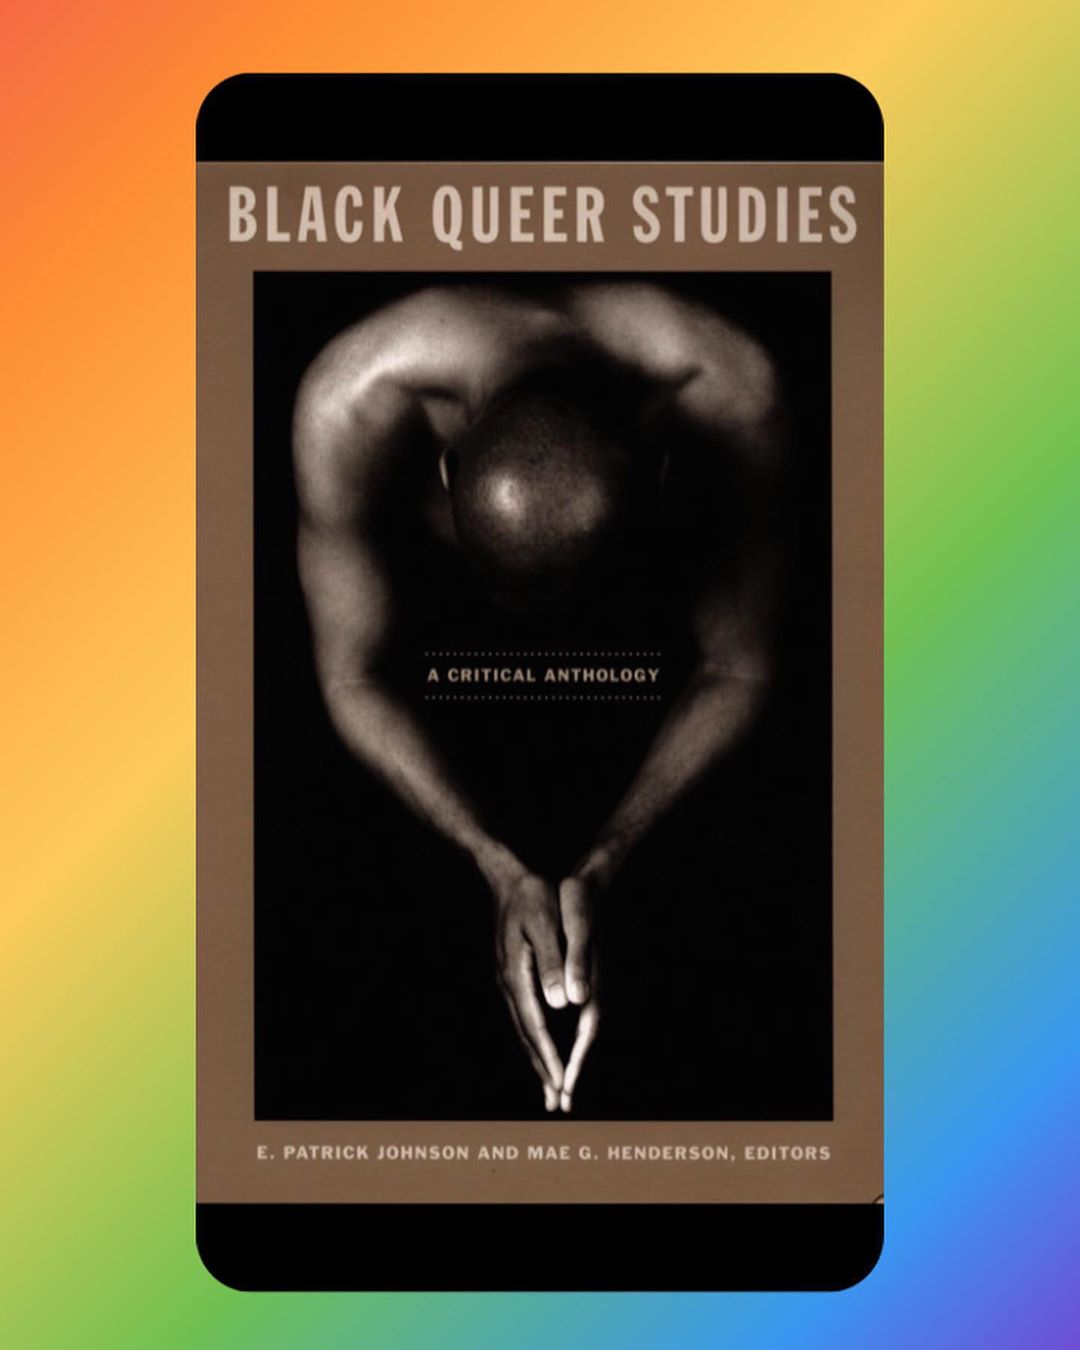 BLACK QUEER STUDIES
A CRITICAL ANTHOLOGY
E. PATRICK JOHNSON AND MAE G. HENDERSON, EDITORS